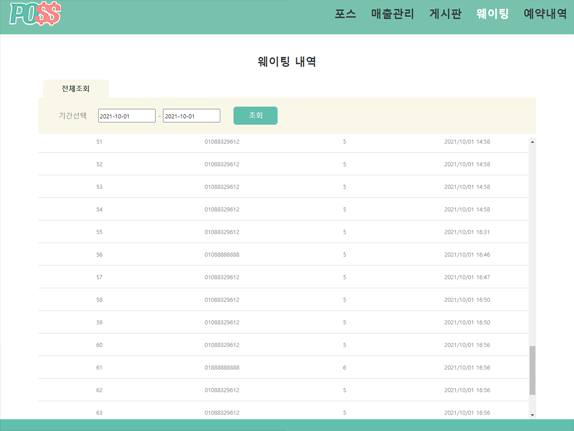 PO$$
포스 매출관리 게시판 웨이팅 예약내역
웨이팅 내역
전체조회
기간선택 2021-10-01 - 2021-10-01 조회
51 01088329612 5 2021/10/01 14:58
52 01088329612 5 2021/10/01 14:58
53 01088329612 5 2021/10/01 14:58
54 01088329612 5 2021/10/01 14:58
55 01088329612 5 2021/10/01 16:31
56 01088888888 5 2021/10/01 16:46
57 01088329612 5 2021/10/01 16:47
58 01088329612 5 2021/10/01 16:50
59 01088329612 5 2021/10/01 16:50
60 01088329612 5 2021/10/01 16:56
61 01888888888 6 2021/10/01 16:56
62 01088329612 5 2021/10/01 16:56
63 01088329612 5 2021/10/01 16:56